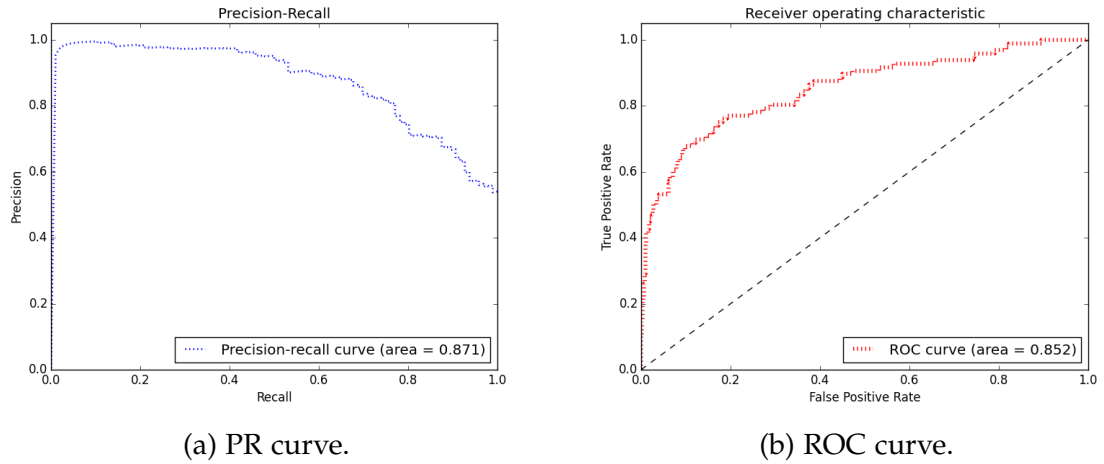 Precision-Recall
1.0
0.8
0.6
0.4
0.2
0.0
Precision
0.0 0.2 0.4 0.6 0.8 1.0
Recall
Precision-recall curve (area = 0.871)
(a) PR curve.
Receiver operating characteristic
1.0
0.8
0.6
0.4
0.2
0.0
True Positive Rate
0.0 0.2 0.4 0.6 0.8 1.0
False Positive Rate
ROC curve (area = 0.852)
(b) ROC curve.